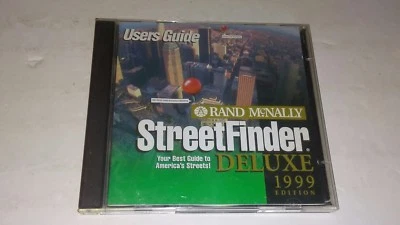 Users Guide
RAND McNALLY
StreetFinder.
Your Best Guide to
America's Streets!
DELUXE
1999
EDITION